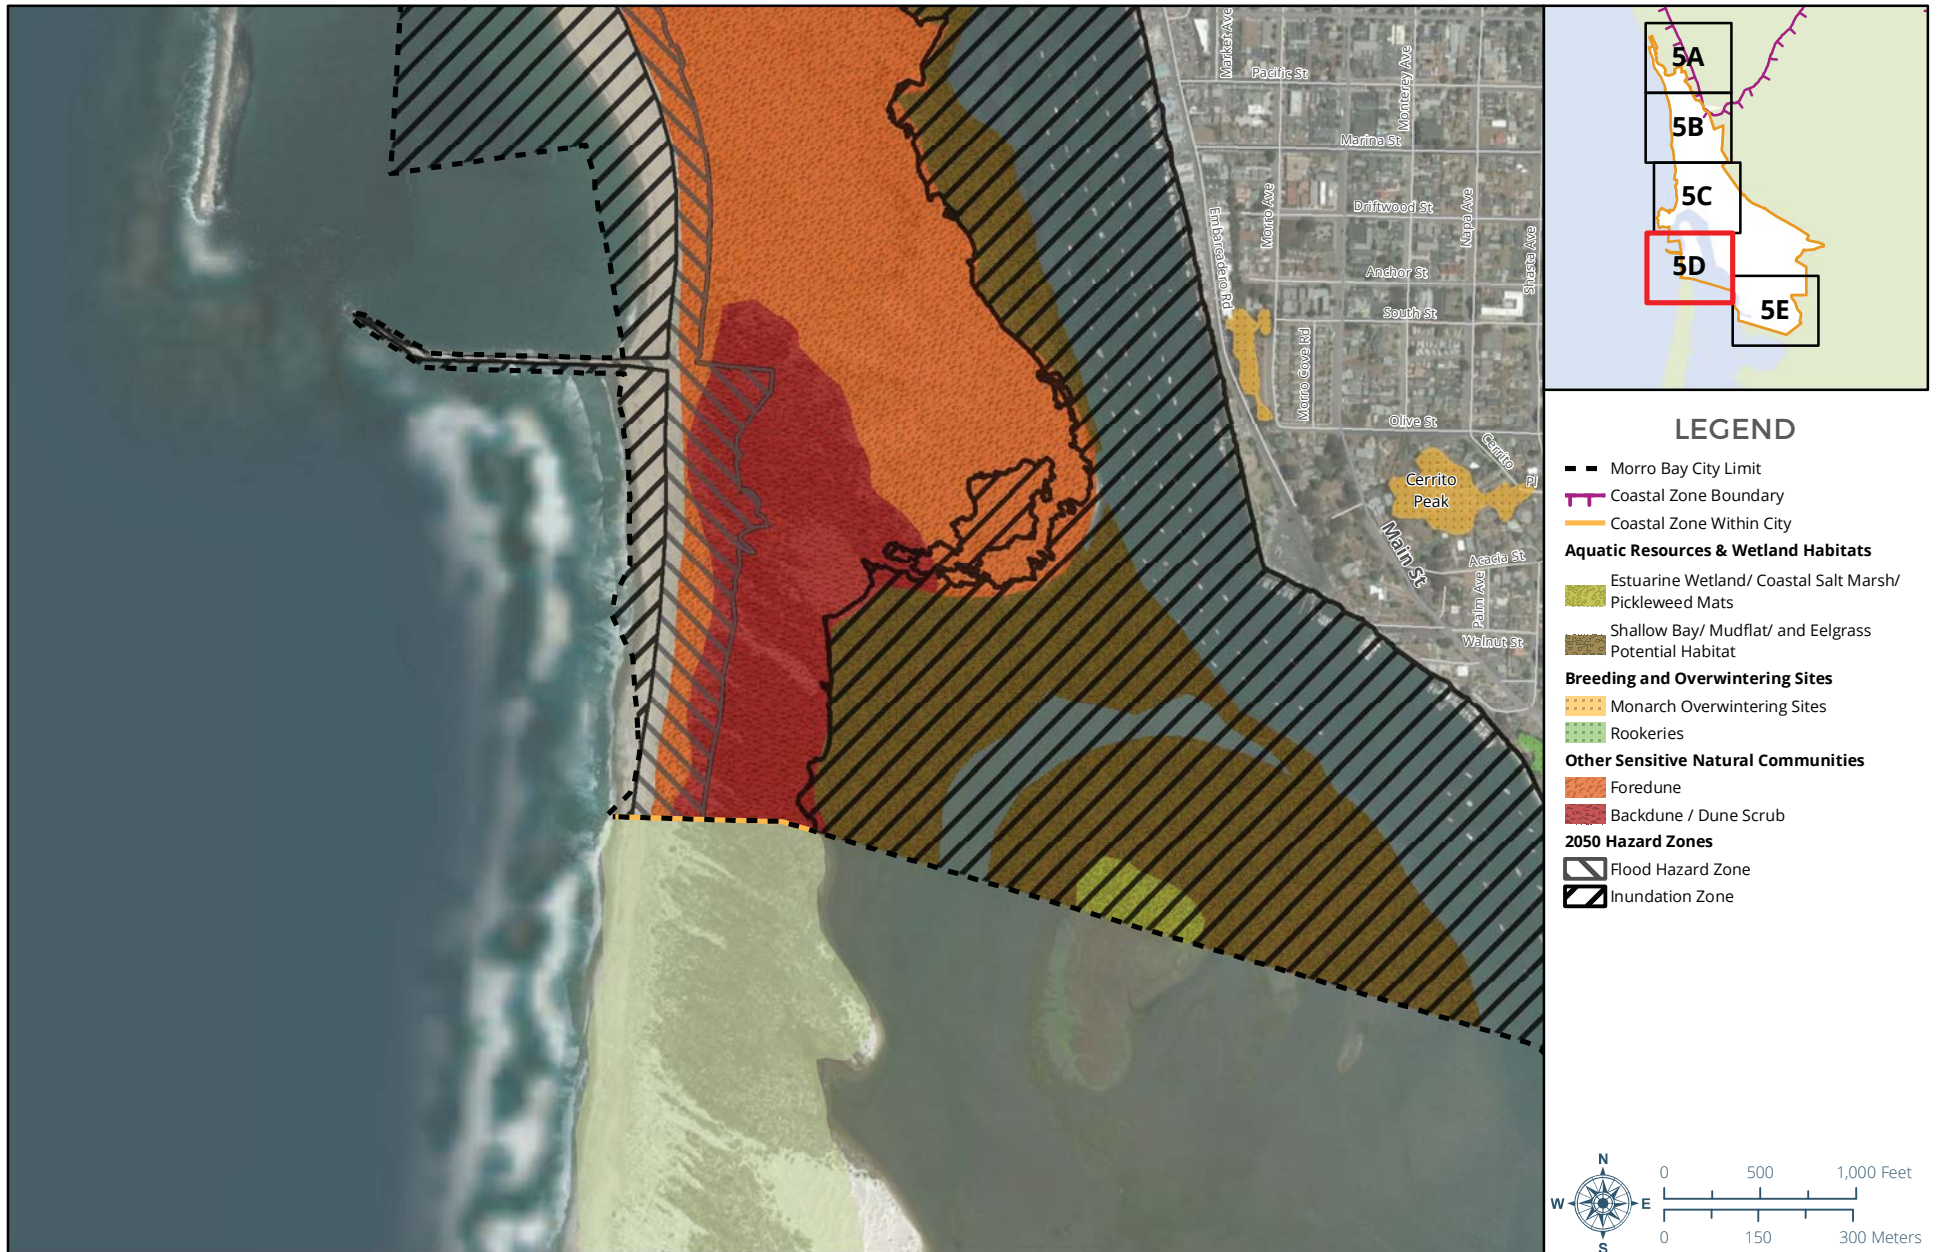 Market Ave
Pacific St
Monterey Ave
Marina St
Morro Ave
Driftwood St
Napa Ave
Embarcadero Rd
Anchor St
Shasta Ave
South St
Morro Cove Rd
Olive St
Cerrito
Pl
Cerrito
Peak
Main St
Acacia St
Palm Ave
Walnut St
5A
5B
5C
5D
5E
LEGEND
Morro Bay City Limit
Coastal Zone Boundary
Coastal Zone Within City
Aquatic Resources & Wetland Habitats
Estuarine Wetland/ Coastal Salt Marsh/
Pickleweed Mats
Shallow Bay/ Mudflat/ and Eelgrass
Potential Habitat
Breeding and Overwintering Sites
Monarch Overwintering Sites
Rookeries
Other Sensitive Natural Communities
Foredune
Backdune / Dune Scrub
2050 Hazard Zones
Flood Hazard Zone
Inundation Zone
N
W E
S
0 500 1,000 Feet
0 150 300 Meters